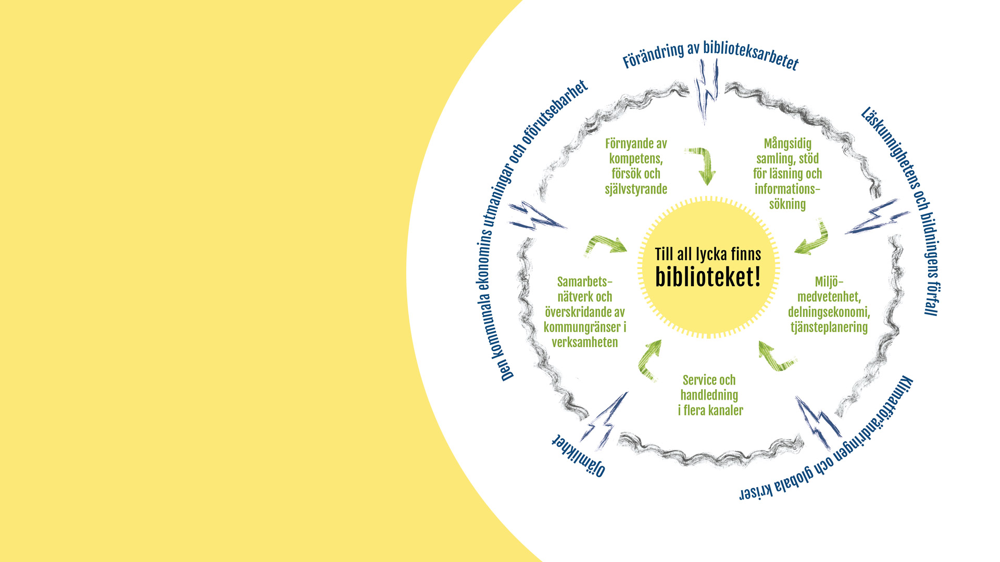 Förändring av biblioteksarbetet
Läskunnighetens och bildningens förfall
Klimatförändringen och globala kriser
Ojämlikhet
Den kommunala ekonomins utmaningar och oförutsebarhet
Förnyande av
kompetens,
försök och
självstyrande
Mångsidig
samling, stöd
för läsning och
informations-
sökning
Miljö-
medvetenhet,
delningsekonomi,
tjänsteplanering
Service och
handledning
i flera kanaler
Samarbets-
nätverk och
överskridande av
kommungränser i
verksamheten
Till all lycka finns
biblioteket!